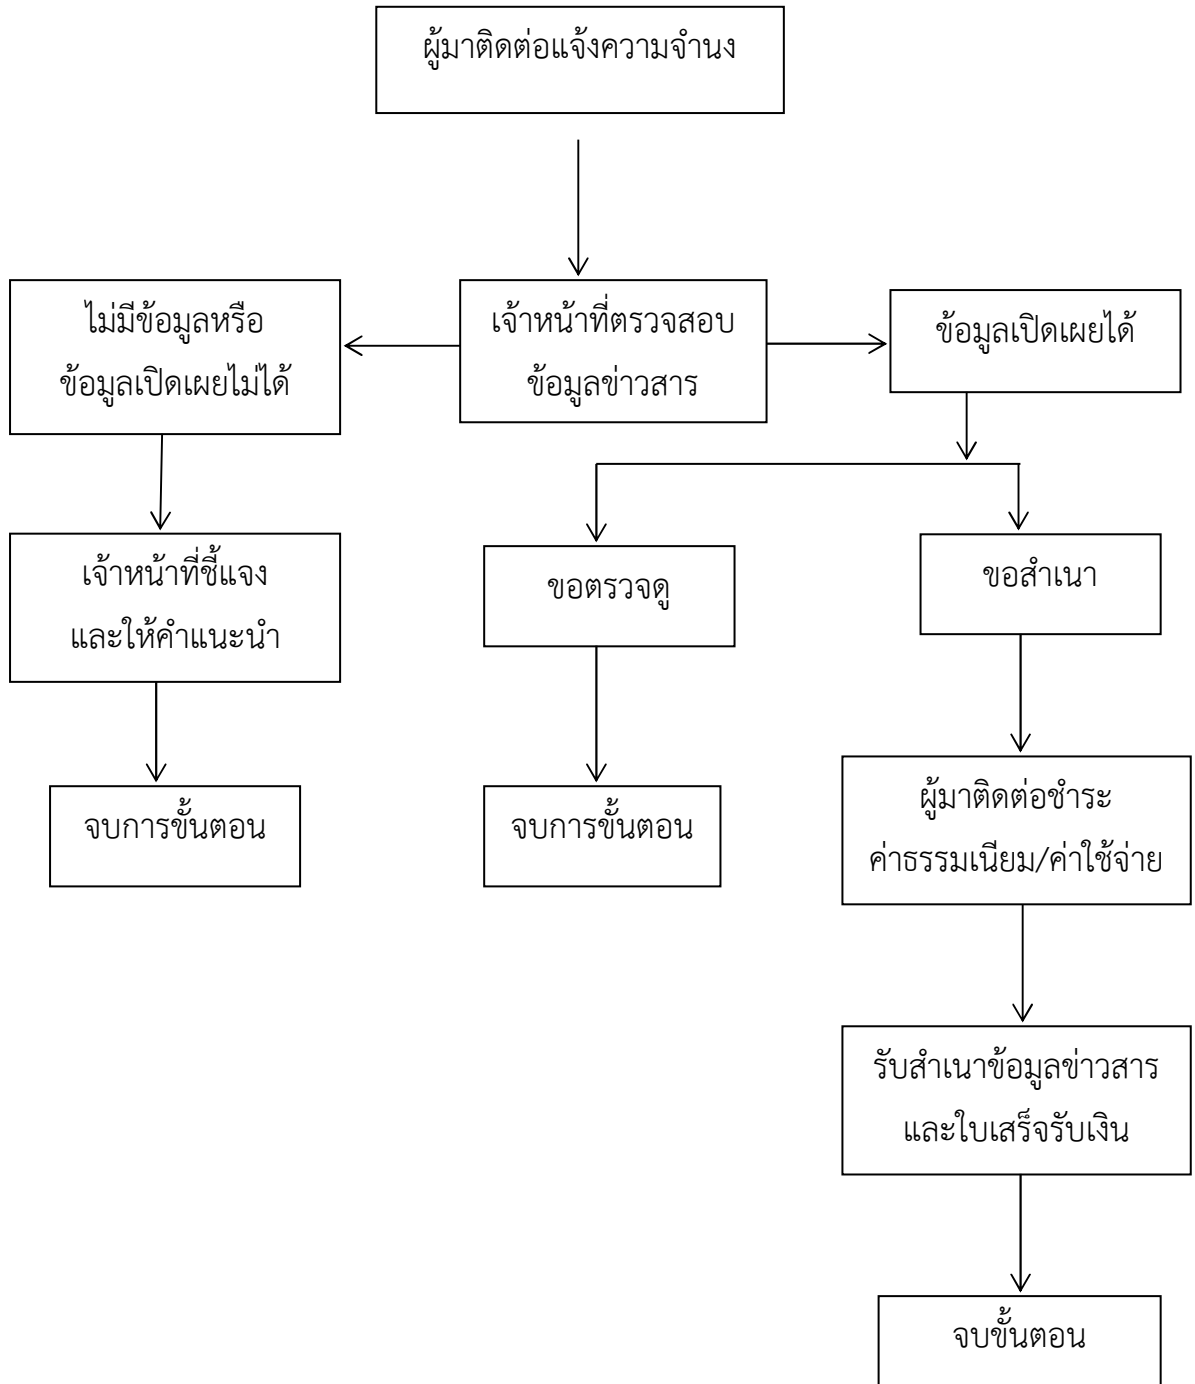 ผู้มาติดต่อแจ้งความจำนง
ไม่มีข้อมูลหรือ
ข้อมูลเปิดเผยไม่ได้
เจ้าหน้าที่ตรวจสอบ
ข้อมูลข่าวสาร
ข้อมูลเปิดเผยได้
เจ้าหน้าที่ชี้แจง
และให้คำแนะนำ
ขอตรวจดู
ขอสำเนา
จบการขั้นตอน
จบการขั้นตอน
ผู้มาติดต่อชำระ
ค่าธรรมเนียม/ค่าใช้จ่าย
รับสำเนาข้อมูลข่าวสาร
และใบเสร็จรับเงิน
จบขั้นตอน